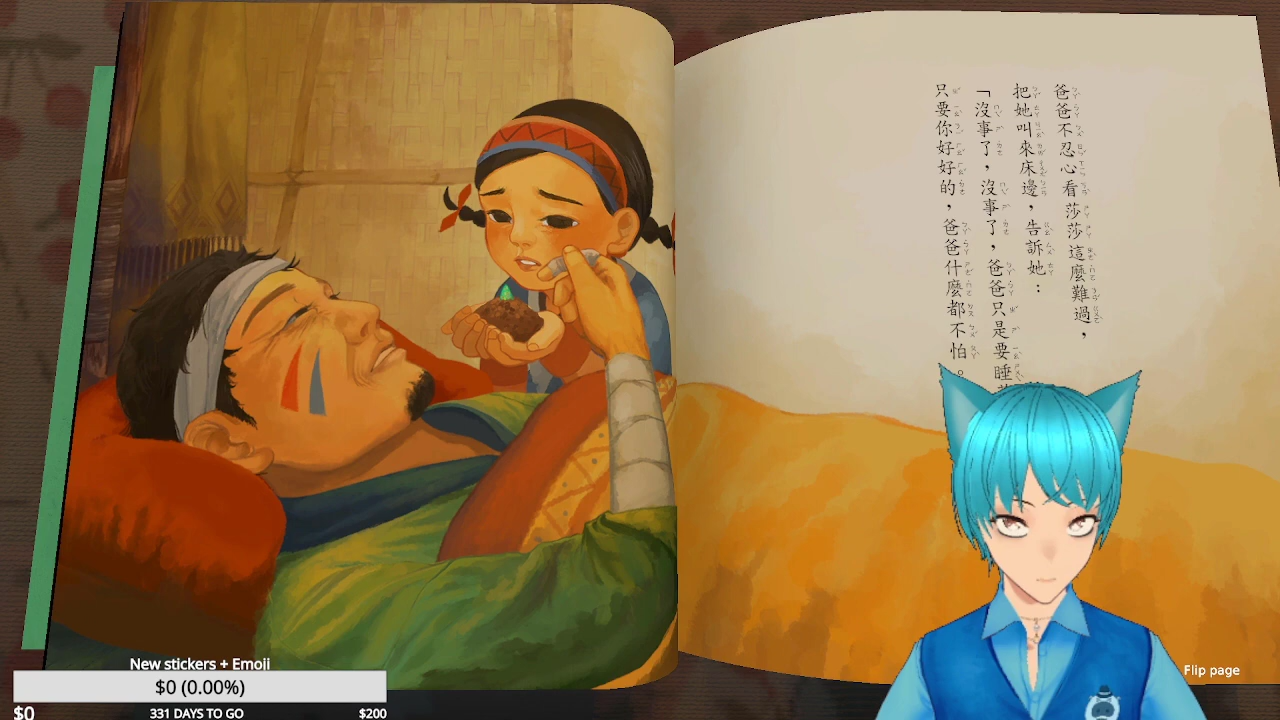 爸爸不忍心看莎莎這麼難過，
把她叫來床邊，告訴她：
「沒事了，沒事了，爸爸只是要睡
只要你好好的，爸爸什麼都不怕。
Flip page
New stickers + Emoji
$0 (0.00%)
$0
331 DAYS TO GO
$200